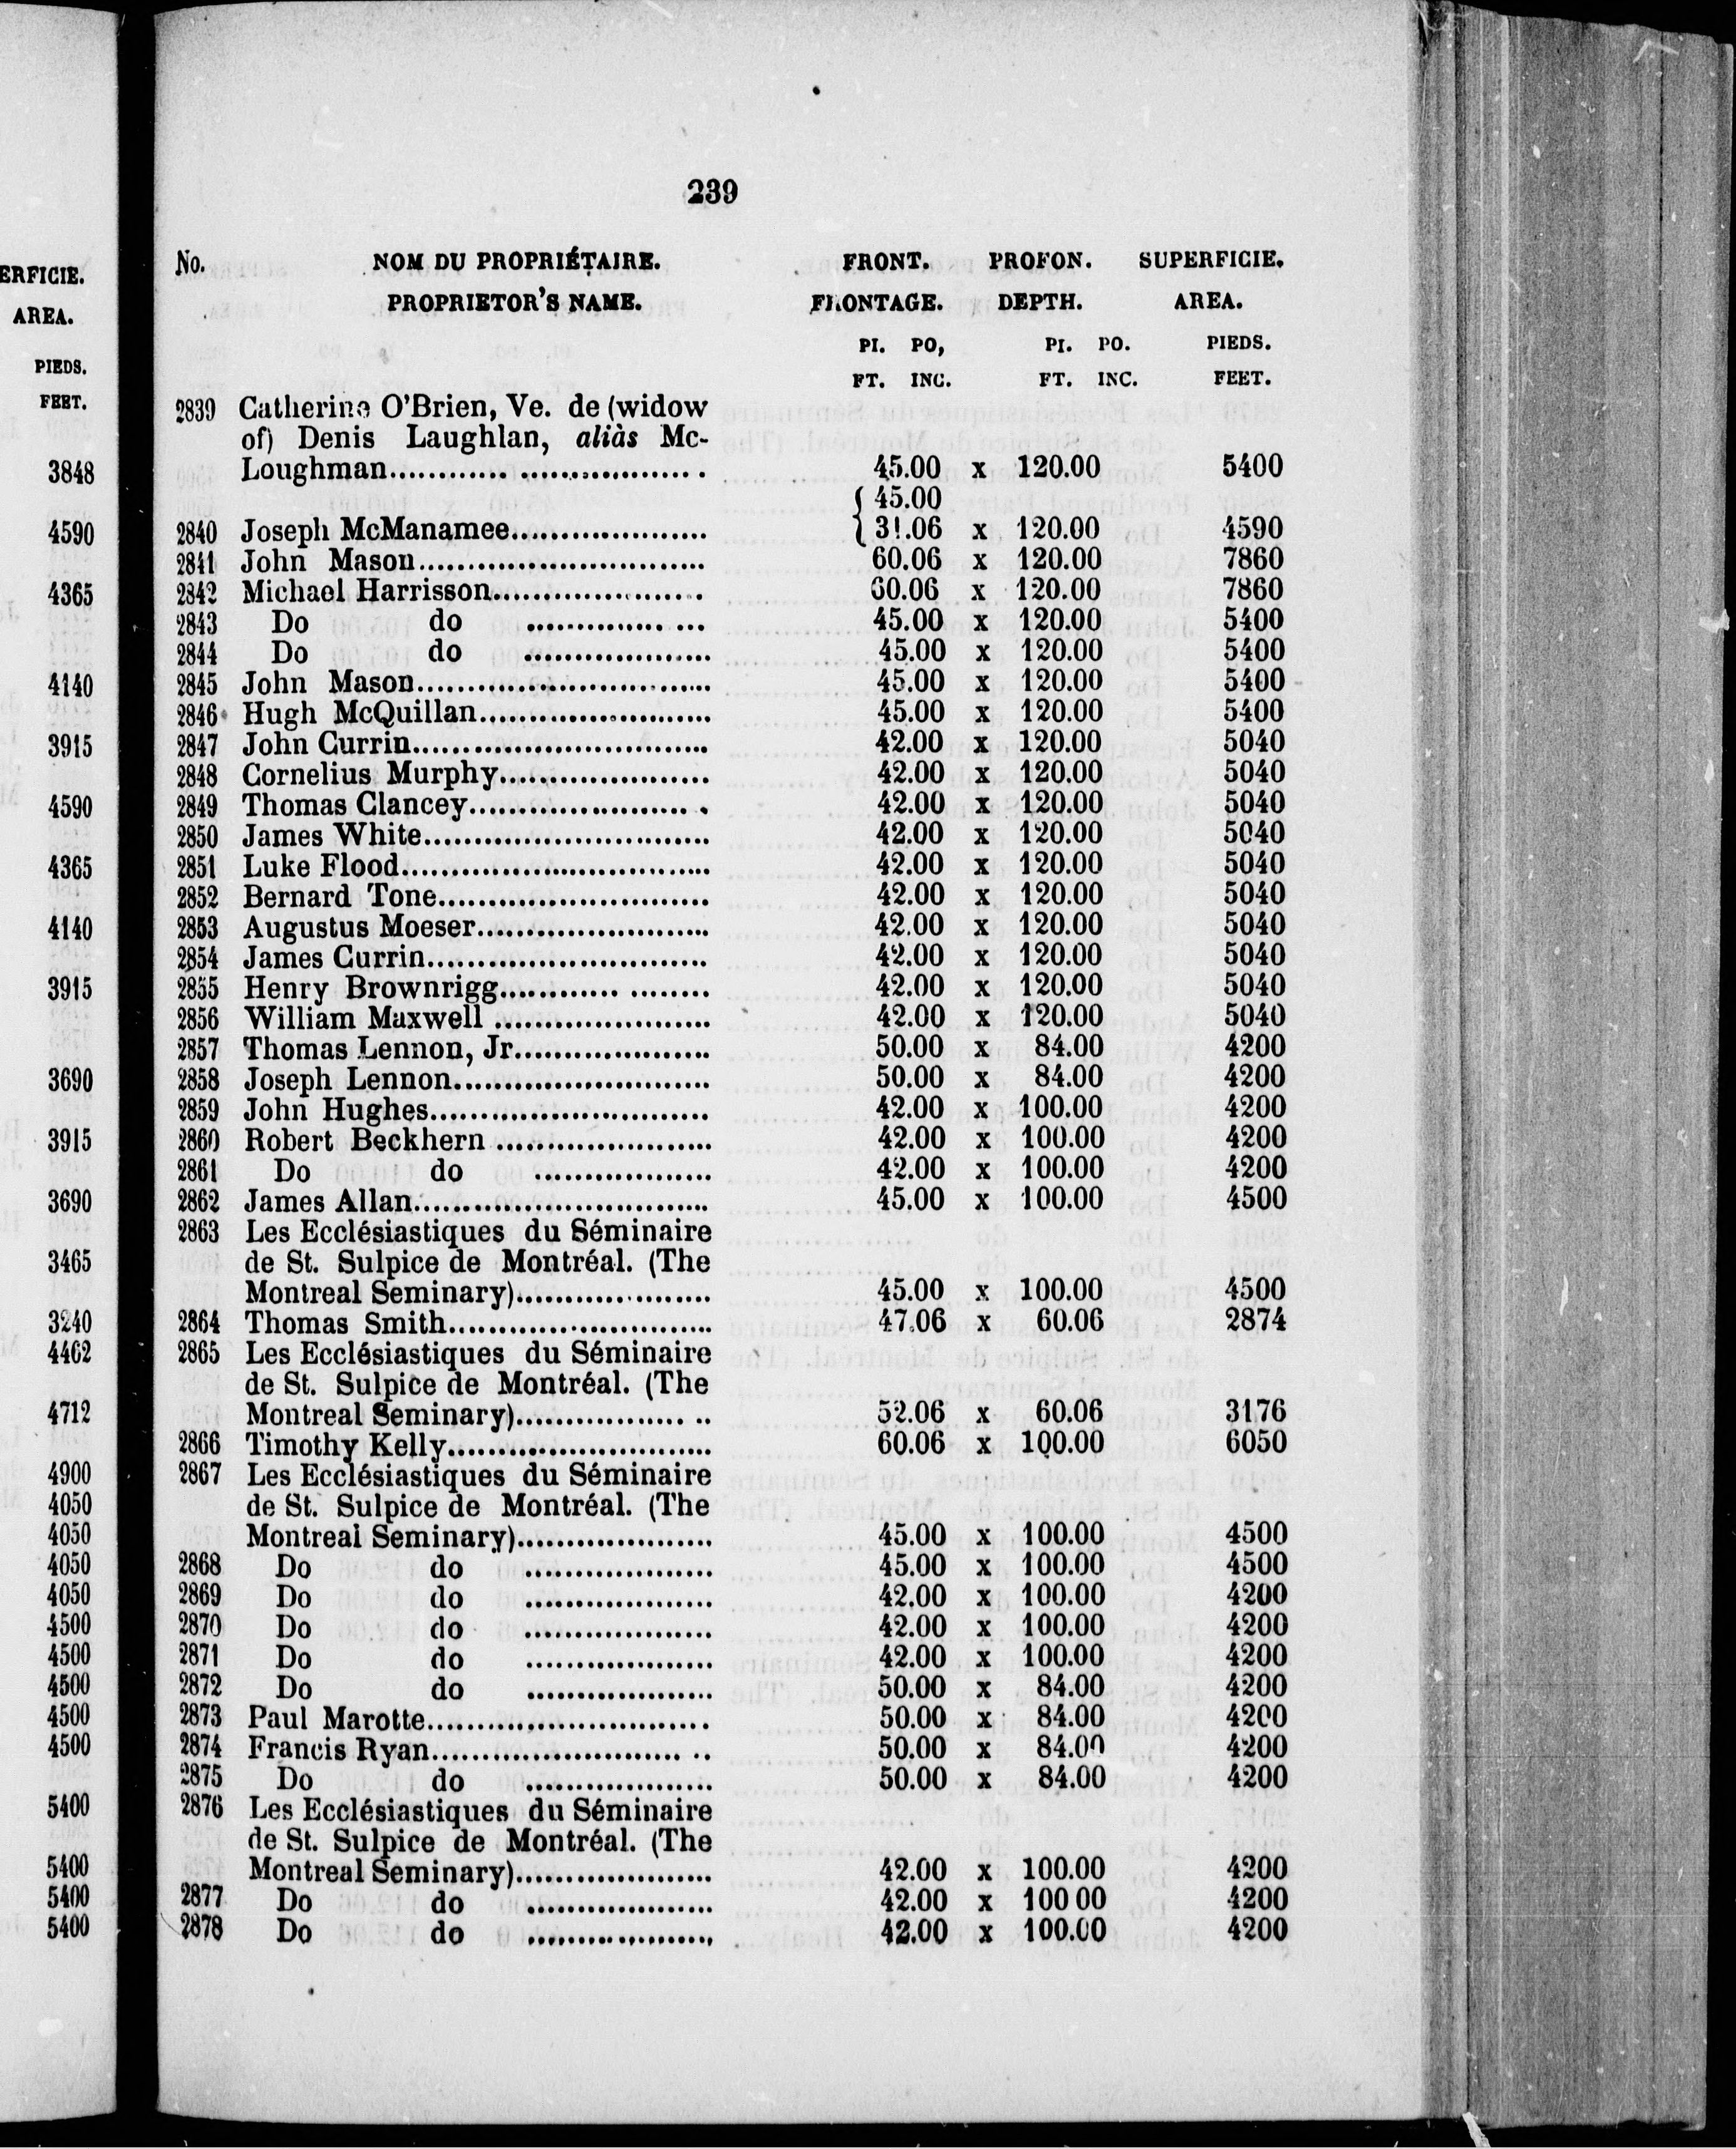 ERFICIE.
AREA.
PIEDS.
FEET.
3848
4590
4365
4140
3915
4590
4365
4140
3915
3690
3915
3690
3465
3240
4462
4712
4900
4050
4050
4050
4050
4500
4500
4500
4500
4500
5400
5400
5400
5400
239
No. NOM DU PROPRIÉTAIRE. FRONT. PROFON. SUPERFICIE.
PROPRIETOR'S NAME. FRONTAGE. DEPTH. AREA.
PI. PO, PI. PO. PIEDS.
FT. INC. FT. INC. FEET.
2839 Catherine O'Brien, Ve. de (widow
of) Denis Laughlan, aliàs Mc-
Loughman................................ 45.00 x 120.00 5400
{ 45.00
2840 Joseph McManamee.................... { 31.06 x 120.00 4590
2841 John Mason............................. 60.06 x 120.00 7860
2842 Michael Harrisson..................... 60.06 x 120.00 7860
2843 Do do ................. 45.00 x 120.00 5400
2844 Do do ................... 45.00 x 120.00 5400
2845 John Mason.............................. 45.00 x 120.00 5400
2846 Hugh McQuillan........................ 45.00 x 120.00 5400
2847 John Currin.............................. 42.00 x 120.00 5040
2848 Cornelius Murphy..................... 42.00 x 120.00 5040
2849 Thomas Clancey....................... 42.00 x 120.00 5040
2850 James White............................. 42.00 x 120.00 5040
2851 Luke Flood............................... 42.00 x 120.00 5040
2852 Bernard Tone........................... 42.00 x 120.00 5040
2853 Augustus Moeser....................... 42.00 x 120.00 5040
2854 James Currin............................ 42.00 x 120.00 5040
2855 Henry Brownrigg............ ........ 42.00 x 120.00 5040
2856 William Maxwell ...................... 42.00 x 120.00 5040
2857 Thomas Lennon, Jr.................... 50.00 x 84.00 4200
2858 Joseph Lennon.......................... 50.00 x 84.00 4200
2859 John Hughes............................ 42.00 x 100.00 4200
2860 Robert Beckhern ...................... 42.00 x 100.00 4200
2861 Do do .................. 42.00 x 100.00 4200
2862 James Allan.............................. 45.00 x 100.00 4500
2863 Les Ecclésiastiques du Séminaire
de St. Sulpice de Montréal. (The
Montreal Seminary).................... 45.00 x 100.00 4500
2864 Thomas Smith........................... 47.06 x 60.06 2874
2865 Les Ecclésiastiques du Séminaire
de St. Sulpice de Montréal. (The
Montreal Seminary)................. .. 52.06 x 60.06 3176
2866 Timothy Kelly........................... 60.06 x 100.00 6050
2867 Les Ecclésiastiques du Séminaire
de St. Sulpice de Montréal. (The
Montreal Seminary).................... 45.00 x 100.00 4500
2868 Do do ................... 45.00 x 100.00 4500
2869 Do do ................... 42.00 x 100.00 4200
2870 Do do ................... 42.00 x 100.00 4200
2871 Do do ................... 42.00 x 100.00 4200
2872 Do do ................... 50.00 x 84.00 4200
2873 Paul Marotte............................. 50.00 x 84.00 4200
2874 Francis Ryan......................... .. 50.00 x 84.00 4200
2875 Do do ................... 50.00 x 84.00 4200
2876 Les Ecclésiastiques du Séminaire
de St. Sulpice de Montréal. (The
Montreal Seminary).................... 42.00 x 100.00 4200
2877 Do do ................... 42.00 x 100 00 4200
2878 Do do ................... 42.00 x 100.00 4200